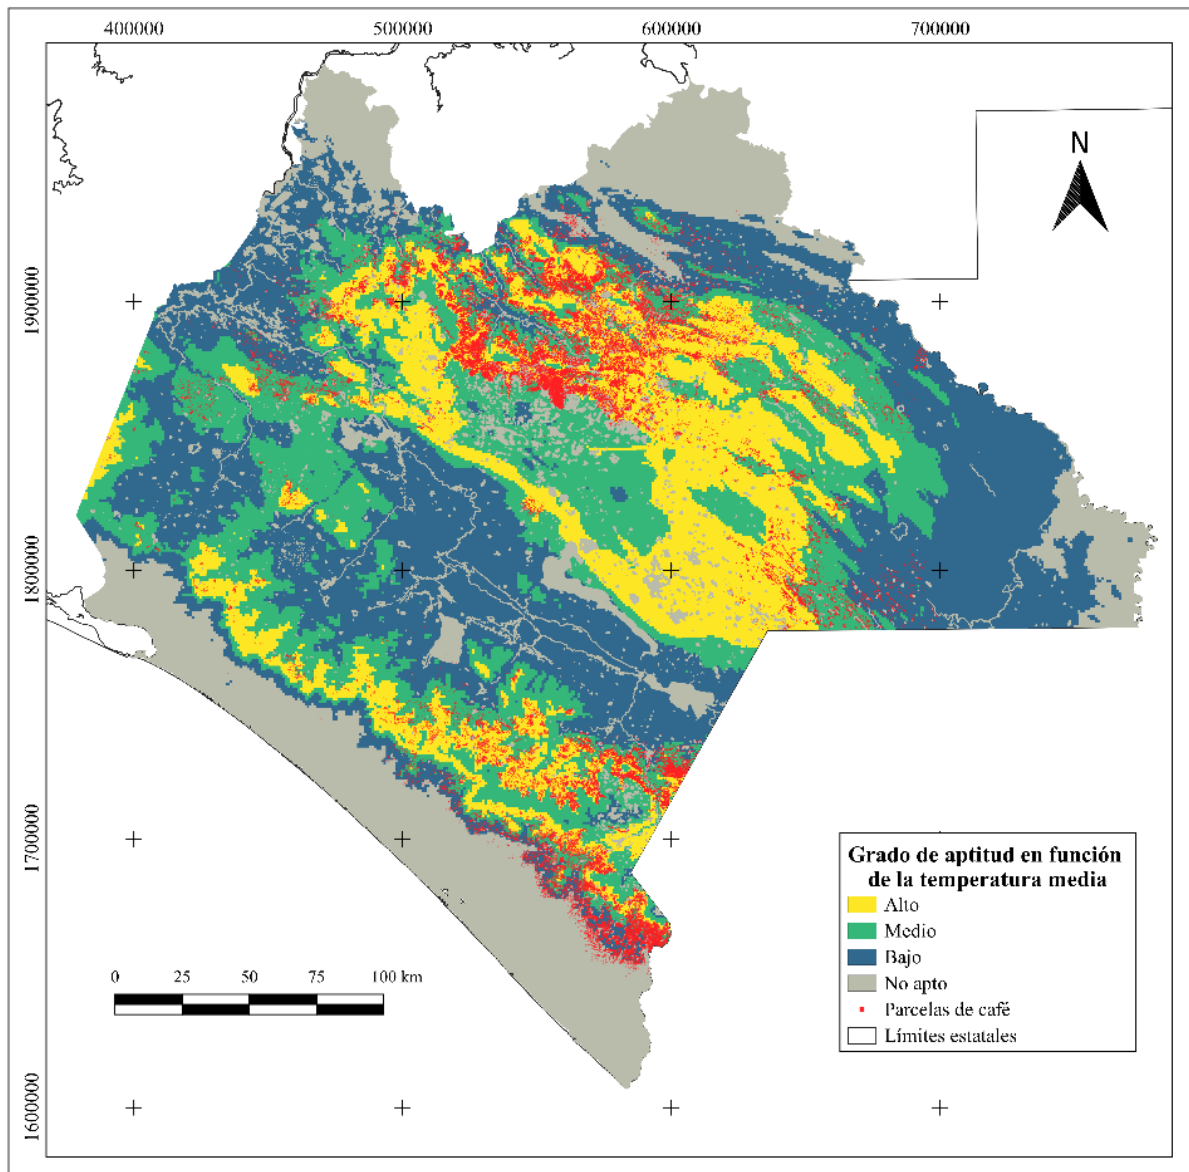 400000 500000 600000 700000
N
1900000
1800000
1700000
1600000
Grado de aptitud en función
de la temperatura media
Alto
Medio
Bajo
No apto
Parcelas de café
Límites estatales
0 25 50 75 100 km